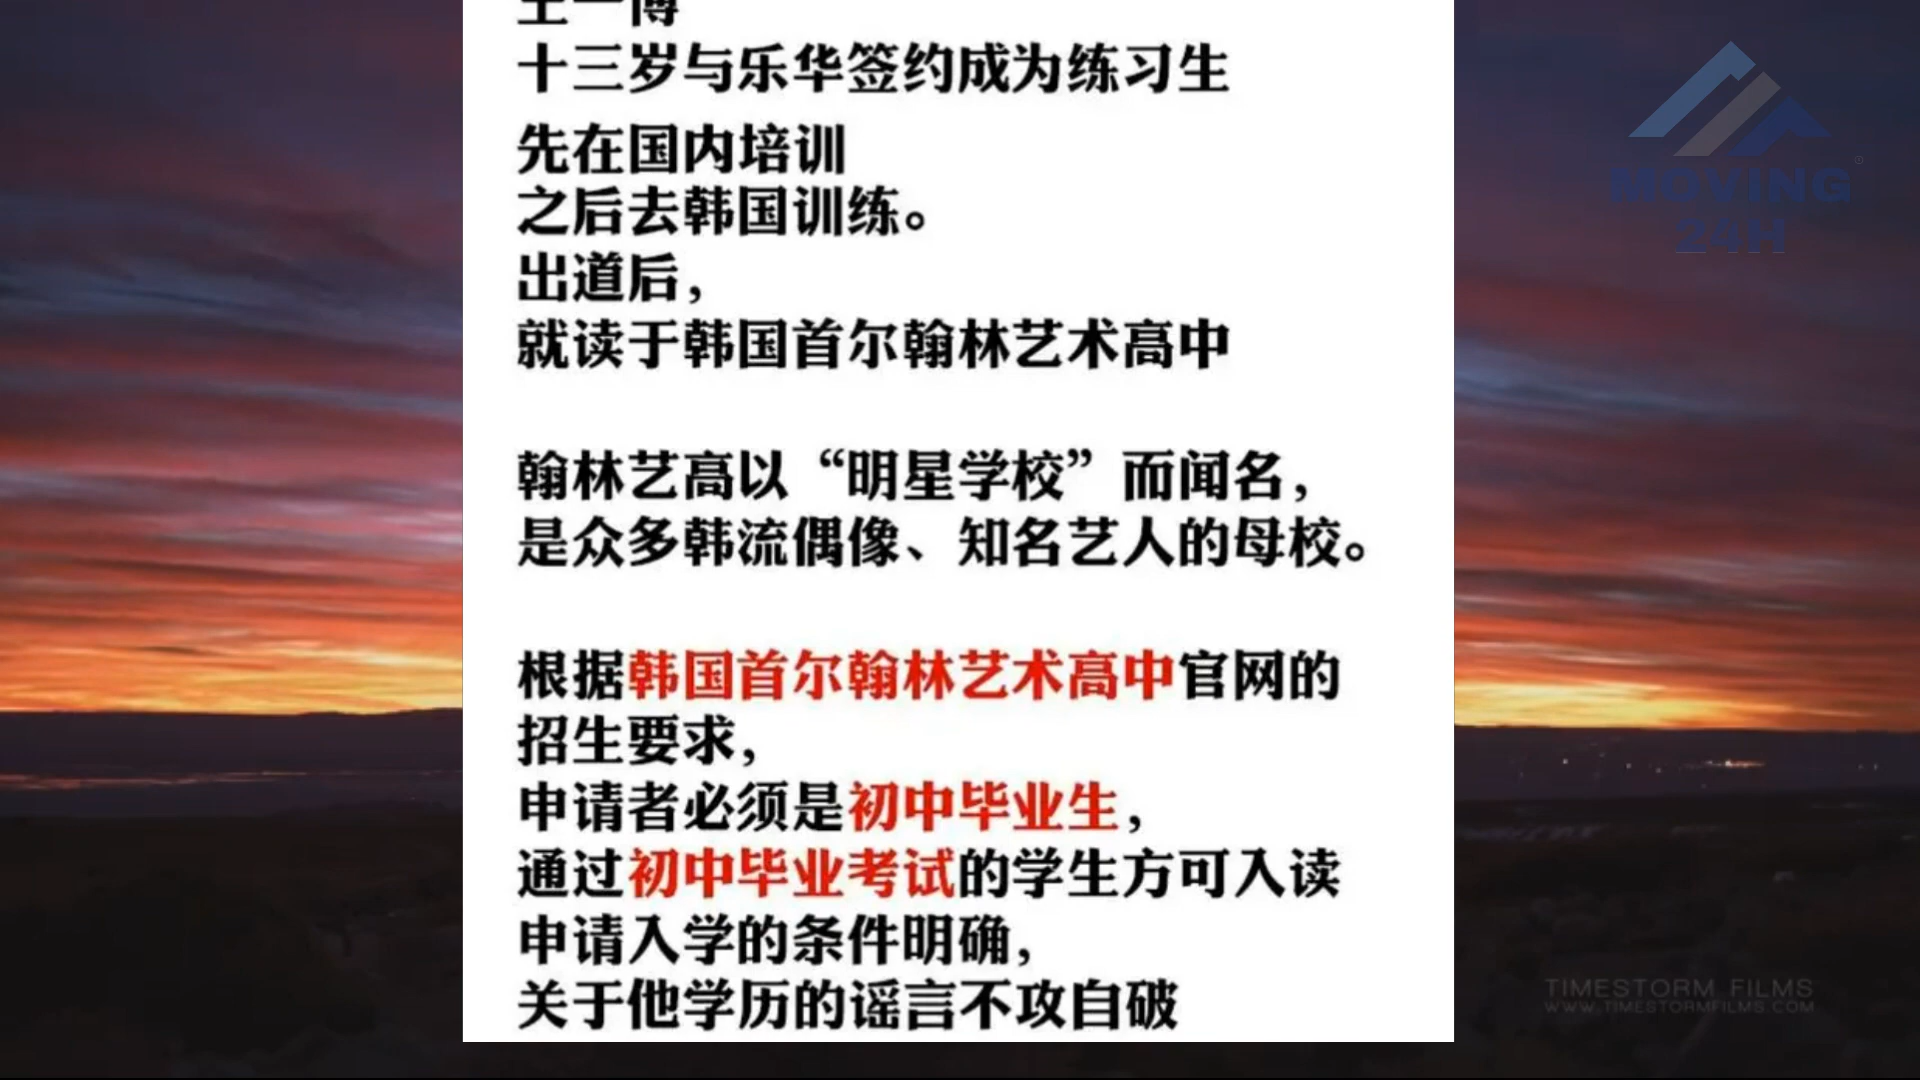 王一博
十三岁与乐华签约成为练习生
先在国内培训
之后去韩国训练。
出道后，
就读于韩国首尔翰林艺术高中
翰林艺高以“明星学校”而闻名，
是众多韩流偶像、知名艺人的母校。
根据韩国首尔翰林艺术高中官网的
招生要求，
申请者必须是初中毕业生，
通过初中毕业考试的学生方可入读
申请入学的条件明确，
关于他学历的谣言不攻自破
MOVING
24H
TIMESTORM FILMS
WWW.TIMESTORMFILMS.COM